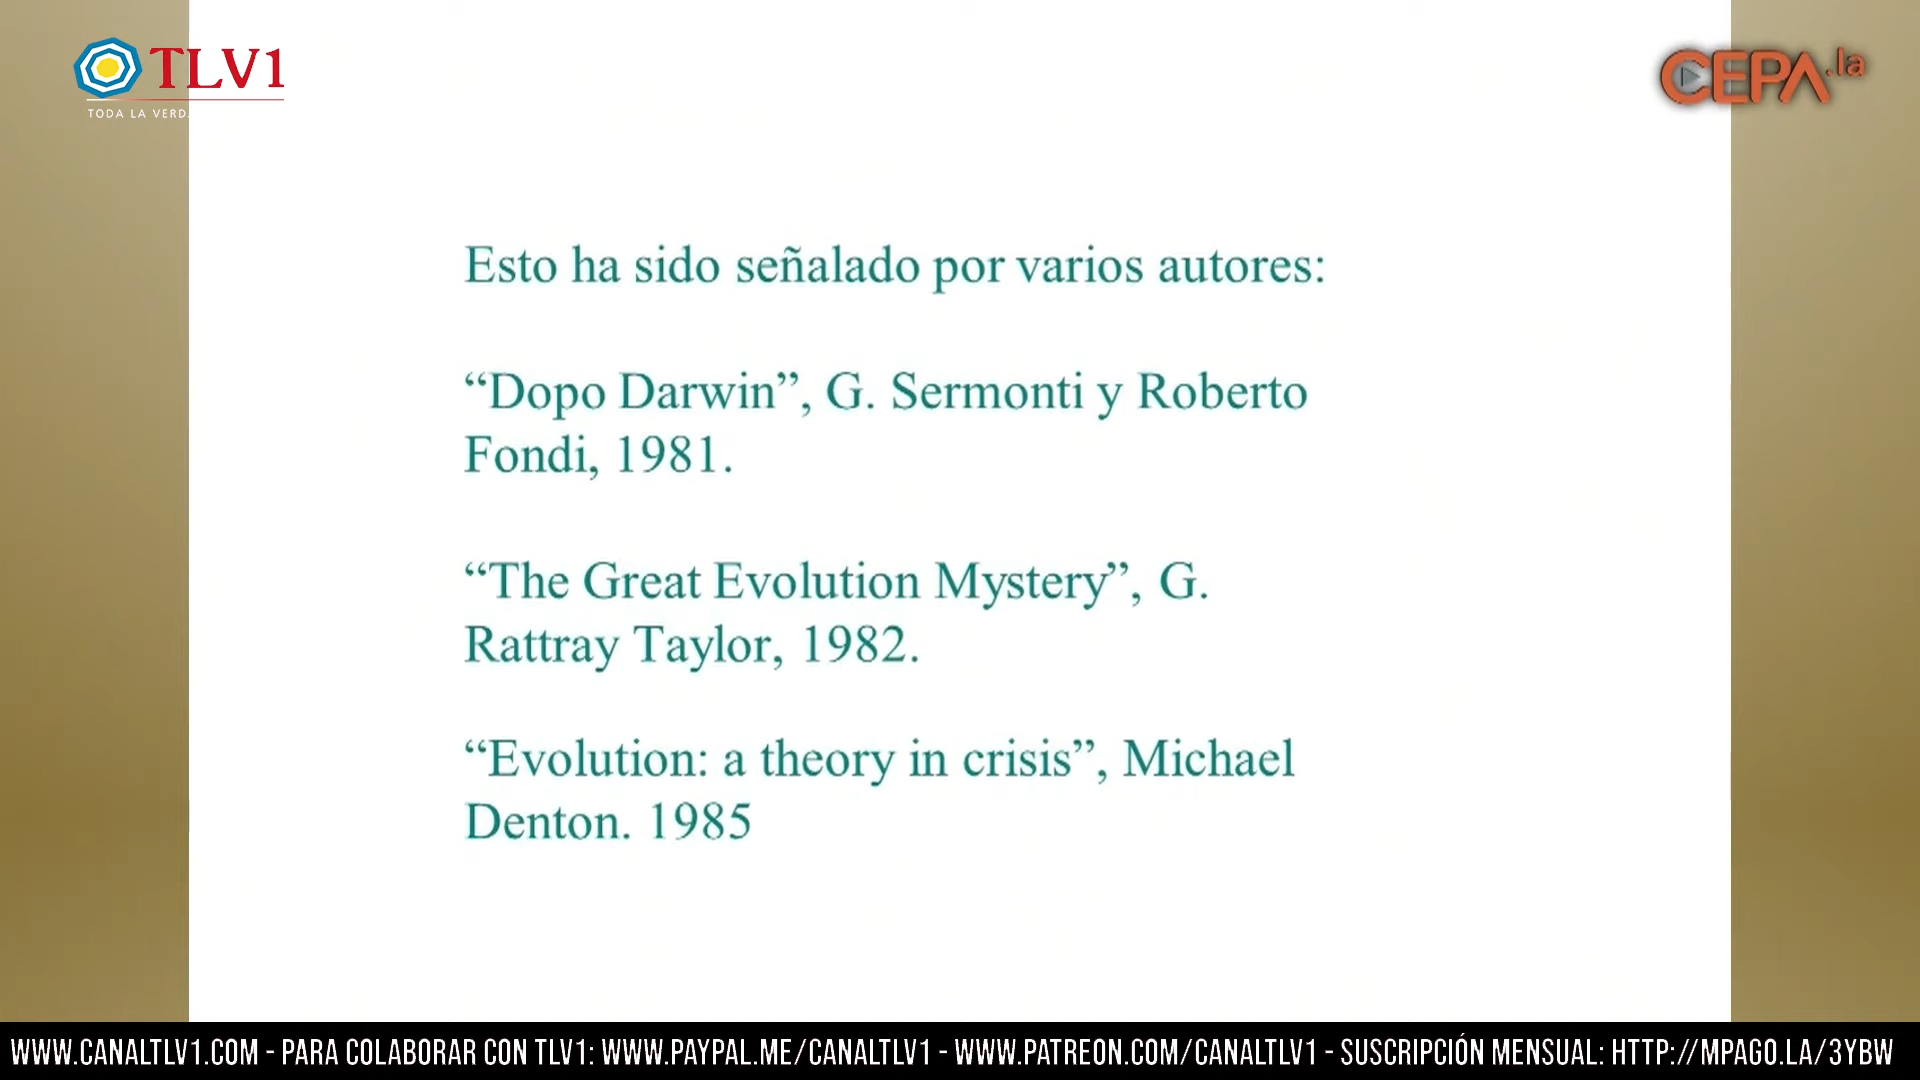 TLV1
TODA LA VERD
CEPA.la
Esto ha sido señalado por varios autores:
“Dopo Darwin”, G. Sermonti y Roberto
Fondi, 1981.
“The Great Evolution Mystery”, G.
Rattray Taylor, 1982.
“Evolution: a theory in crisis”, Michael
Denton. 1985
WWW.CANALTLV1.COM - PARA COLABORAR CON TLV1: WWW.PAYPAL.ME/CANALTLV1 - WWW.PATREON.COM/CANALTLV1 - SUSCRIPCIÓN MENSUAL: HTTP://MPAGO.LA/3YBW